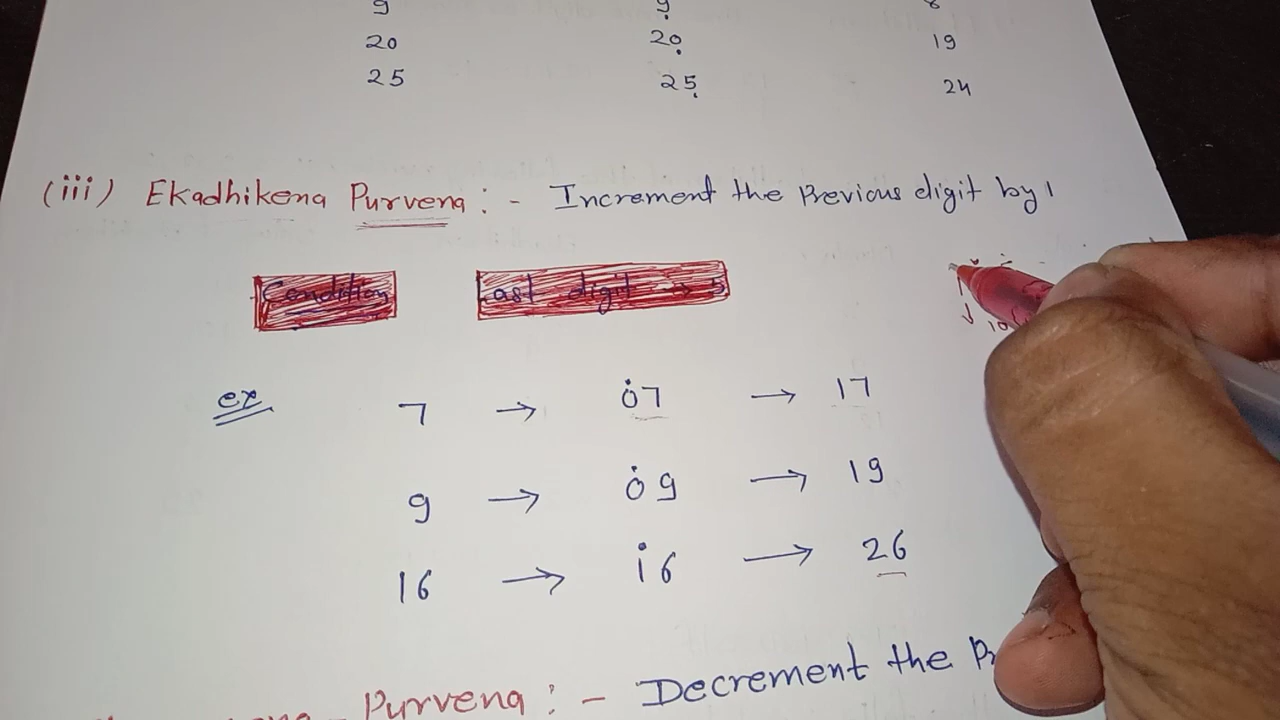 9 9 8
20 20 19
25 25 24
(iii) Ekadhikena Purvena : - Increment the Previous digit by 1
Condition Last digit → 5
ex 7 → 07 → 17
9 → 09 → 19
16 → 16 → 26
Purvena : - Decrement the